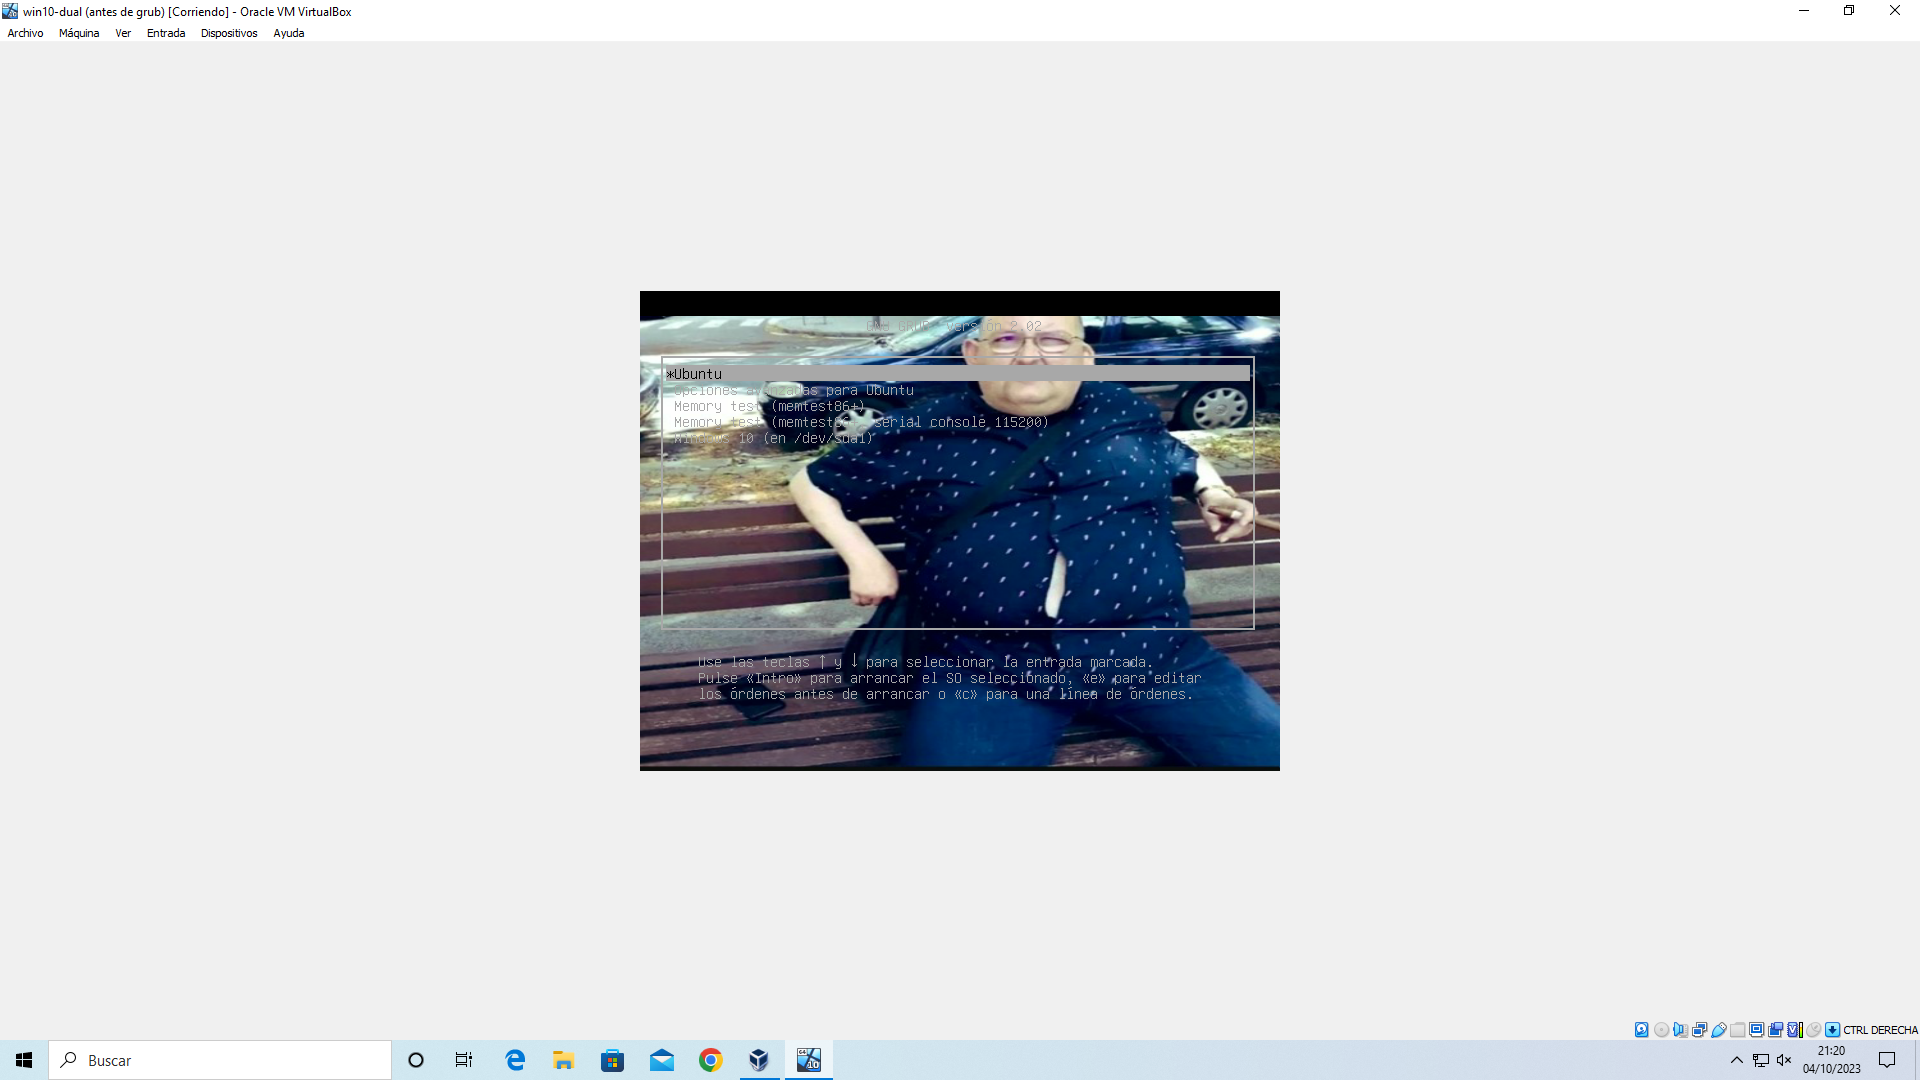 win10-dual (antes de grub) [Corriendo] - Oracle VM VirtualBox
Archivo Máquina Ver Entrada Dispositivos Ayuda
GNU GRUB versión 2.02
*Ubuntu
Opciones avanzadas para Ubuntu
Memory test (memtest86+)
Memory test (memtest86+, serial console 115200)
Windows 10 (en /dev/sda1)
Use las teclas ↑ y ↓ para seleccionar la entrada marcada.
Pulse «Intro» para arrancar el SO seleccionado, «e» para editar
los órdenes antes de arrancar o «c» para una línea de órdenes.
CTRL DERECHA
Buscar
21:20
04/10/2023